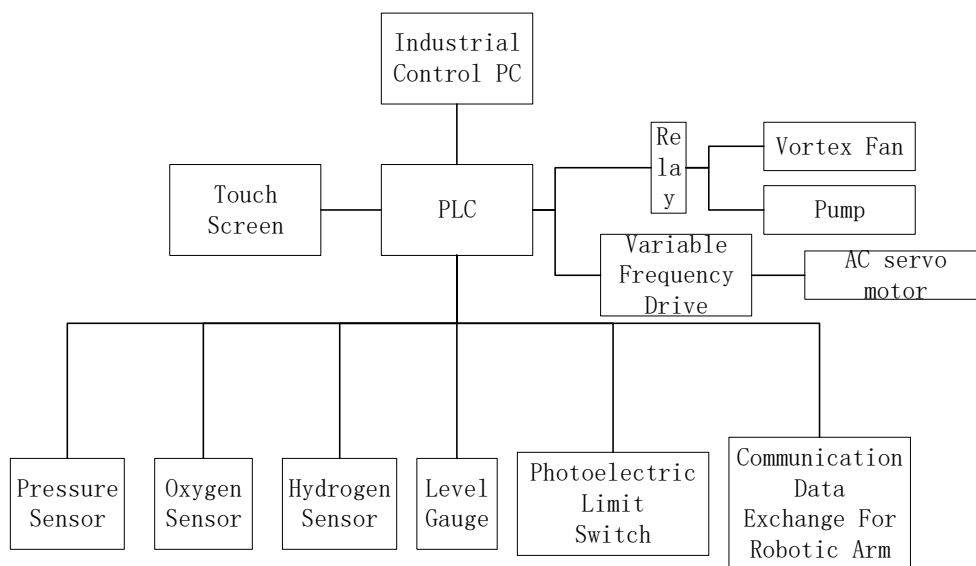 Industrial
Control PC
Touch
Screen
PLC
Re
lay
Vortex Fan
Pump
Variable
Frequency
Drive
AC servo
motor
Pressure
Sensor
Oxygen
Sensor
Hydrogen
Sensor
Level
Gauge
Photoelectric
Limit
Switch
Communication
Data
Exchange For
Robotic Arm